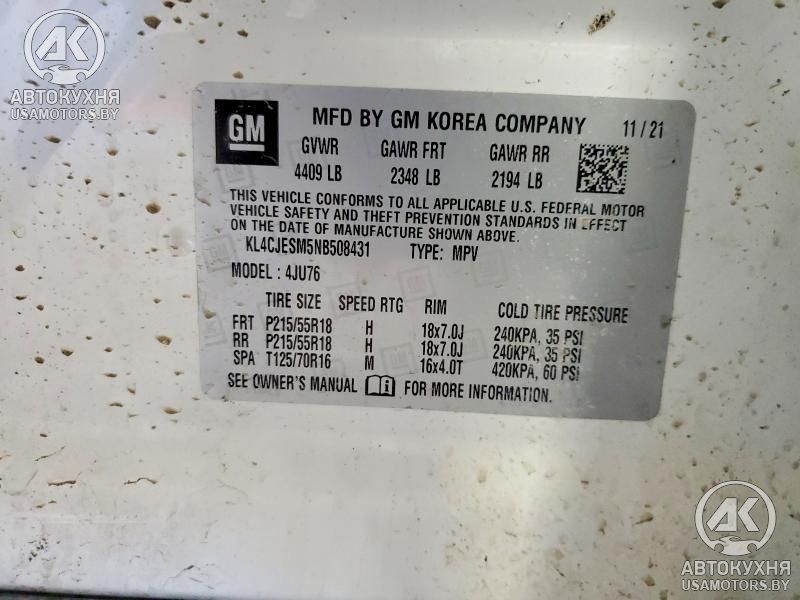 AK
АВТОКУХНЯ
USAMOTORS.BY
GM
MFD BY GM KOREA COMPANY 11/21
GVWR GAWR FRT GAWR RR
4409 LB 2348 LB 2194 LB
THIS VEHICLE CONFORMS TO ALL APPLICABLE U.S. FEDERAL MOTOR
VEHICLE SAFETY AND THEFT PREVENTION STANDARDS IN EFFECT
ON THE DATE OF MANUFACTURE SHOWN ABOVE.
KL4CJESM5NB508431 TYPE: MPV
MODEL: 4JU76
TIRE SIZE SPEED RTG RIM COLD TIRE PRESSURE
FRT P215/55R18 H 18x7.0J 240KPA, 35 PSI
RR P215/55R18 H 18x7.0J 240KPA, 35 PSI
SPA T125/70R16 M 16x4.0T 420KPA, 60 PSI
SEE OWNER'S MANUAL FOR MORE INFORMATION.
AK
АВТОКУХНЯ
USAMOTORS.BY